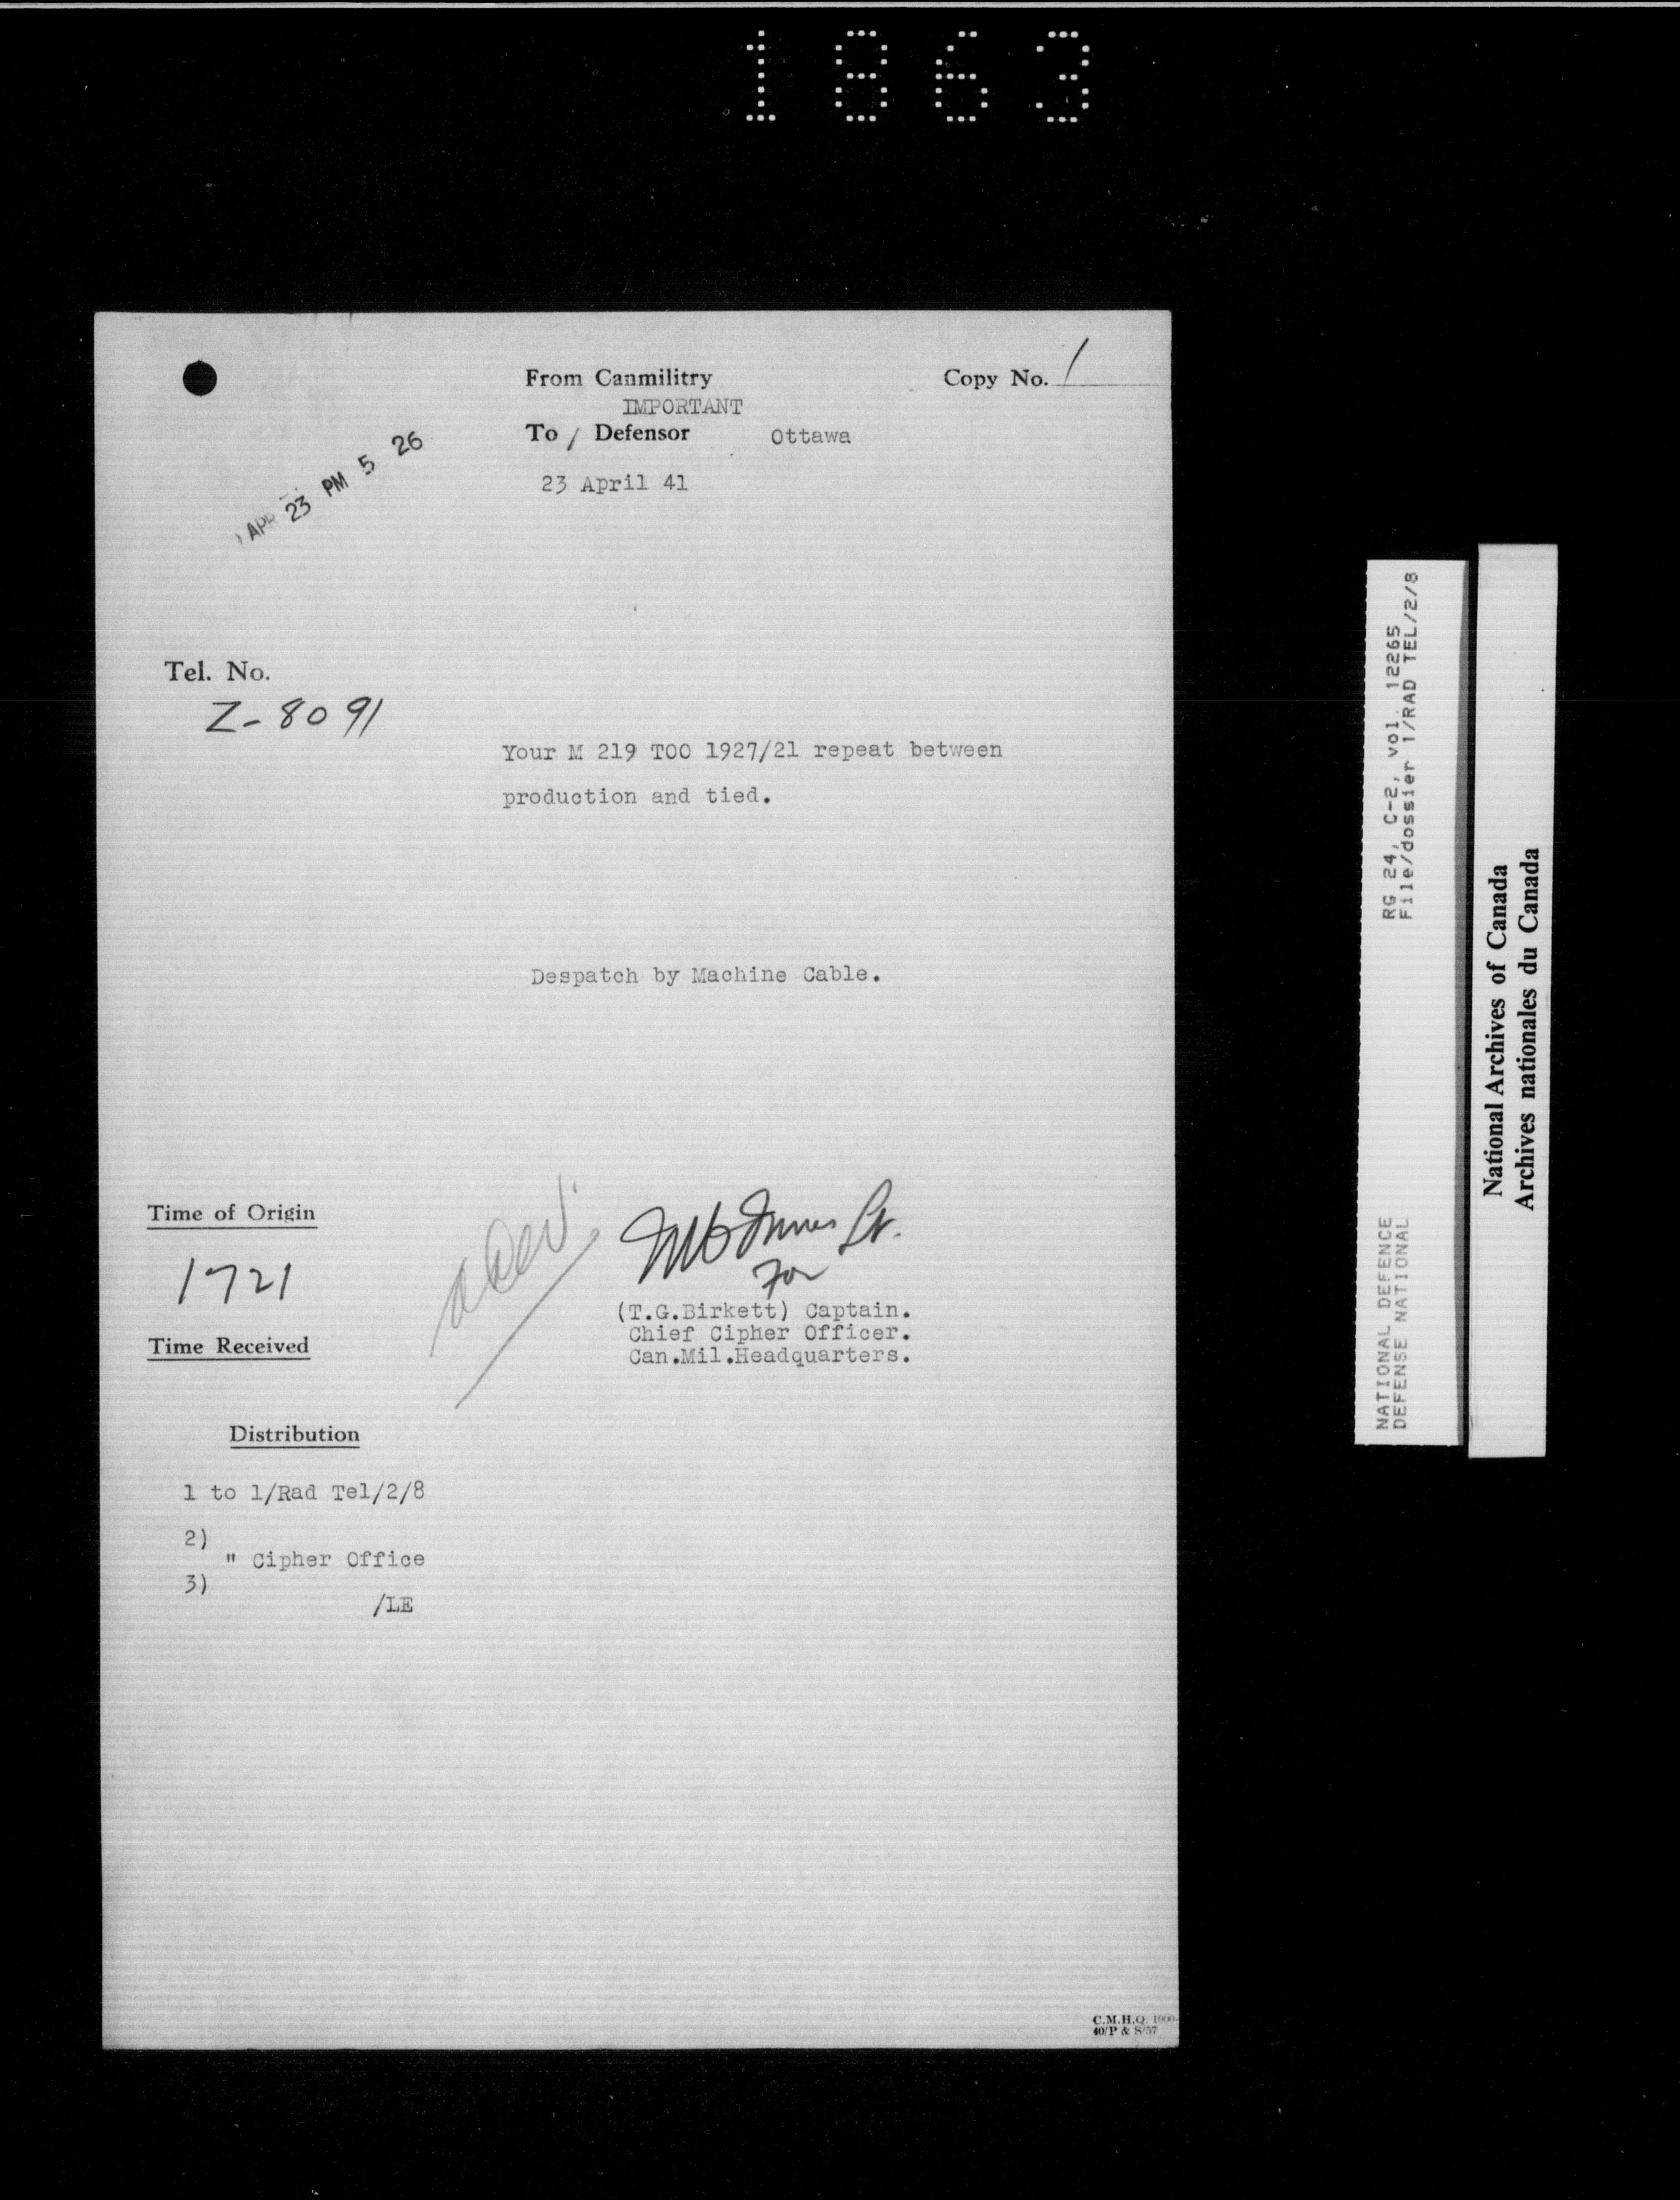 1863
From Canmilitry
Copy No. 1
IMPORTANT
To / Defensor Ottawa
23 April 41
APR 23 PM 5 26
Tel. No.
Z-8091
Your M 219 TOO 1927/21 repeat between
production and tied.
Despatch by Machine Cable.
Time of Origin
1721
Time Received
for
(T.G.Birkett) Captain.
Chief Cipher Officer.
Can.Mil.Headquarters.
Distribution
1 to 1/Rad Tel/2/8
2)
" Cipher Office
3)
/LE
C.M.H.Q. 1000-
40/P & S/57
NATIONAL DEFENCE RG 24, C-2, vol. 12265
DEFENSE NATIONAL File/dossier 1/RAD TEL/2/8
National Archives of Canada
Archives nationales du Canada